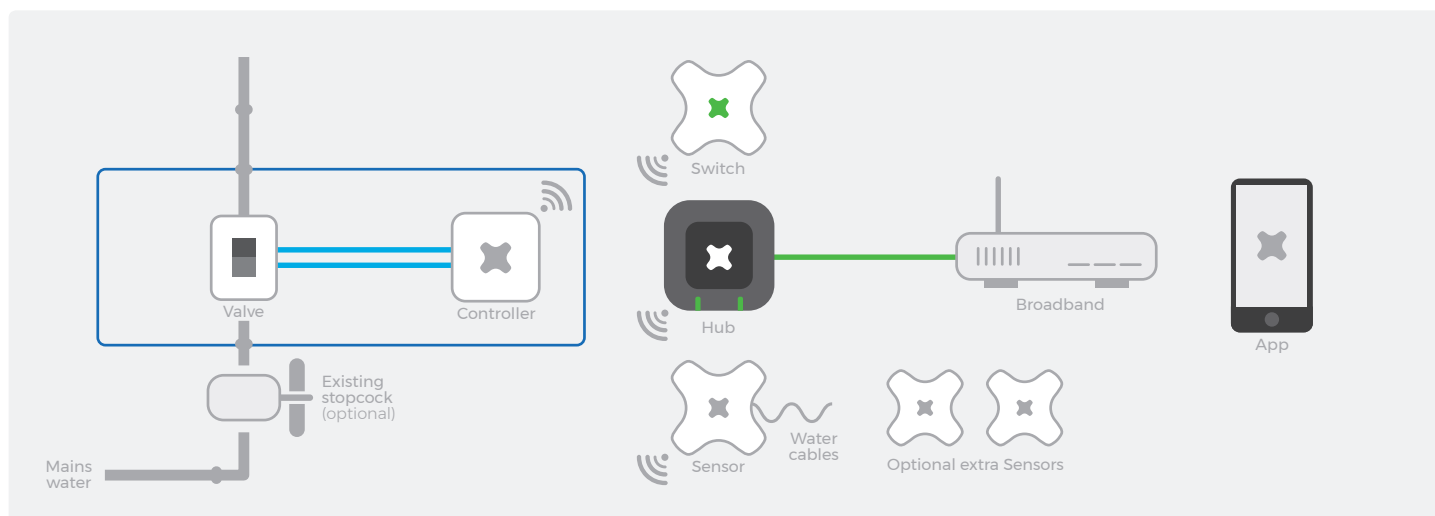 Switch
Valve
Controller
Hub
Broadband
App
Existing
stopcock
(optional)
Water
cables
Mains
water
Sensor
Optional extra Sensors